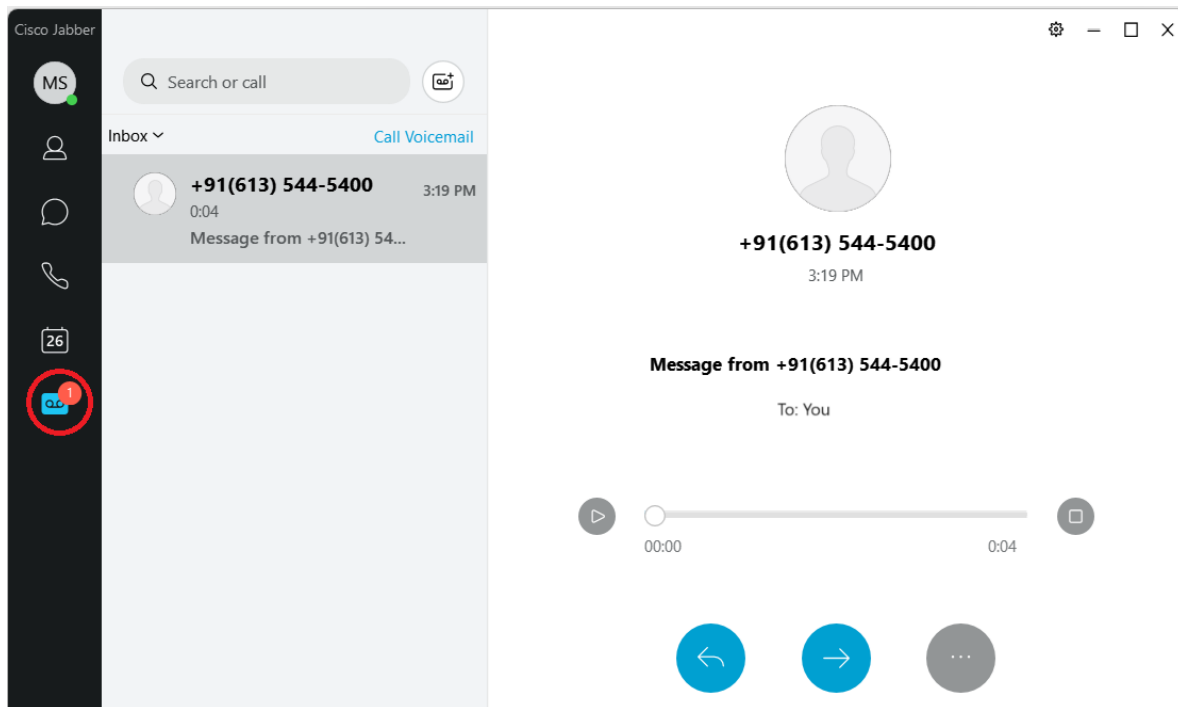 Cisco Jabber
MS
Search or call
Inbox
Call Voicemail
+91(613) 544-5400
3:19 PM
0:04
Message from +91(613) 54...
26
1
+91(613) 544-5400
3:19 PM
Message from +91(613) 544-5400
To: You
00:00
0:04